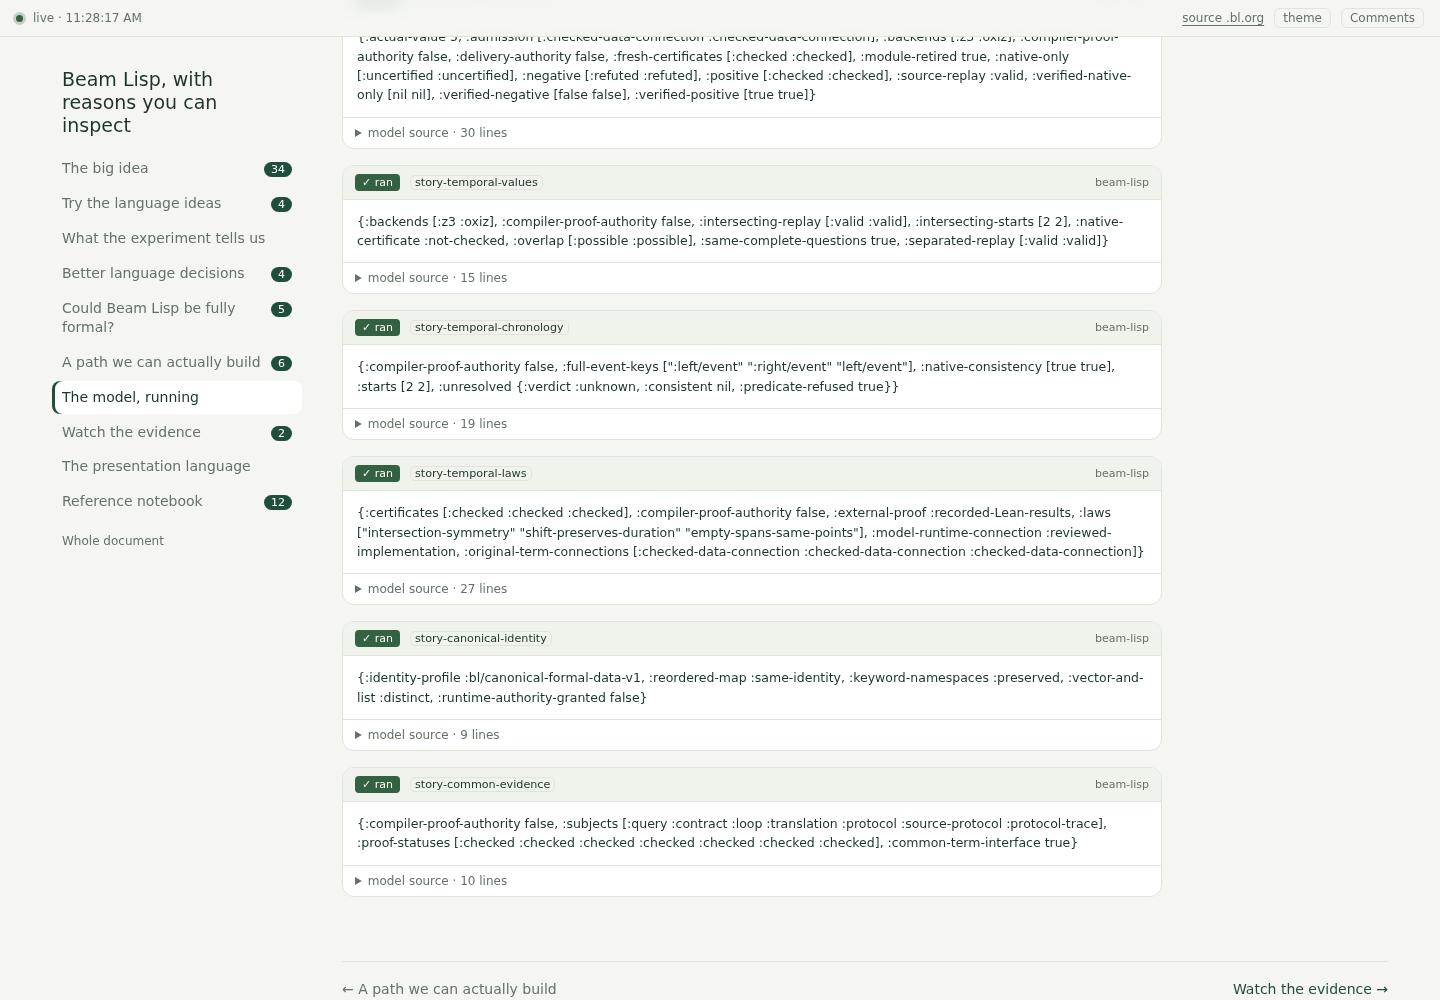 live · 11:28:17 AM
source .bl.org
theme
Comments
Beam Lisp, with
reasons you can
inspect
The big idea 34
Try the language ideas 4
What the experiment tells us
Better language decisions 4
Could Beam Lisp be fully 5
formal?
A path we can actually build 6
The model, running
Watch the evidence 2
The presentation language
Reference notebook 12
Whole document
{:actual-value 5, :admission [:checked-data-connection :checked-data-connection], :backends [:z3 :oxiz], :compiler-proof-
authority false, :delivery-authority false, :fresh-certificates [:checked :checked], :module-retired true, :native-only
[:uncertified :uncertified], :negative [:refuted :refuted], :positive [:checked :checked], :source-replay :valid, :verified-native-
only [nil nil], :verified-negative [false false], :verified-positive [true true]}
▶ model source · 30 lines
✓ ran story-temporal-values beam-lisp
{:backends [:z3 :oxiz], :compiler-proof-authority false, :intersecting-replay [:valid :valid], :intersecting-starts [2 2], :native-
certificate :not-checked, :overlap [:possible :possible], :same-complete-questions true, :separated-replay [:valid :valid]}
▶ model source · 15 lines
✓ ran story-temporal-chronology beam-lisp
{:compiler-proof-authority false, :full-event-keys [":left/event" ":right/event" "left/event"], :native-consistency [true true],
:starts [2 2], :unresolved {:verdict :unknown, :consistent nil, :predicate-refused true}}
▶ model source · 19 lines
✓ ran story-temporal-laws beam-lisp
{:certificates [:checked :checked :checked], :compiler-proof-authority false, :external-proof :recorded-Lean-results, :laws
["intersection-symmetry" "shift-preserves-duration" "empty-spans-same-points"], :model-runtime-connection :reviewed-
implementation, :original-term-connections [:checked-data-connection :checked-data-connection :checked-data-connection]}
▶ model source · 27 lines
✓ ran story-canonical-identity beam-lisp
{:identity-profile :bl/canonical-formal-data-v1, :reordered-map :same-identity, :keyword-namespaces :preserved, :vector-and-
list :distinct, :runtime-authority-granted false}
▶ model source · 9 lines
✓ ran story-common-evidence beam-lisp
{:compiler-proof-authority false, :subjects [:query :contract :loop :translation :protocol :source-protocol :protocol-trace],
:proof-statuses [:checked :checked :checked :checked :checked :checked :checked], :common-term-interface true}
▶ model source · 10 lines
← A path we can actually build
Watch the evidence →